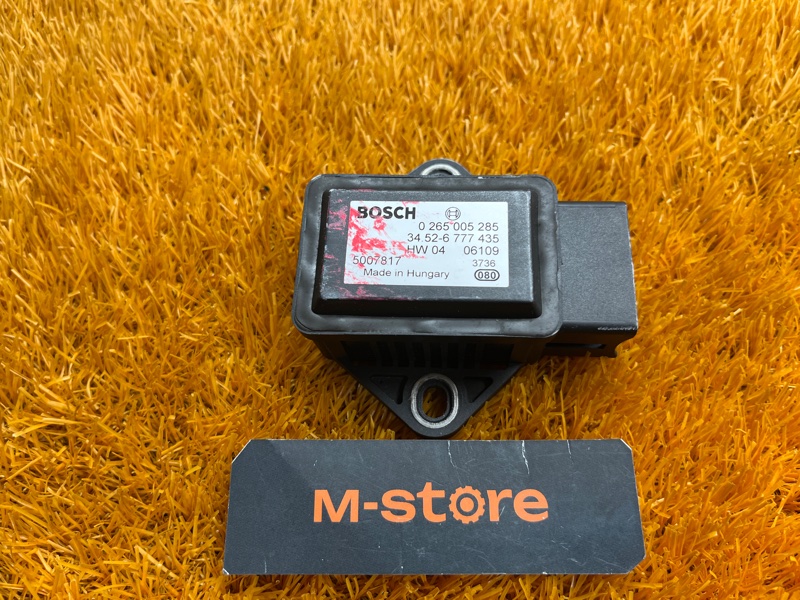 BOSCH
0 265 005 285
34.52-6 777 435
HW 04 06109
5007817 3736
Made in Hungary 080
M-store